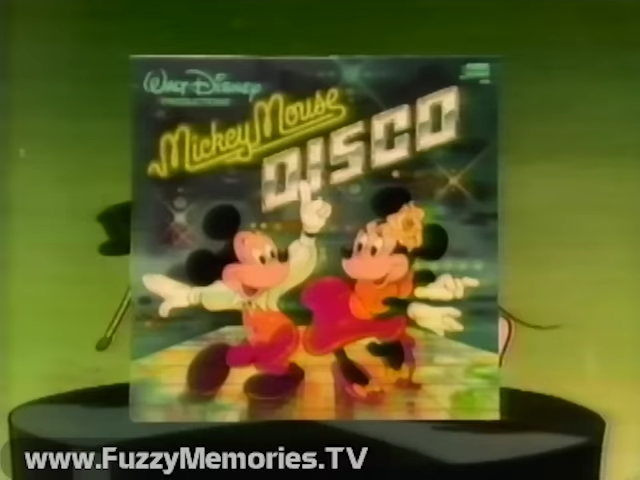 Walt Disney
PRODUCTIONS
Mickey Mouse
DISCO
www.FuzzyMemories.TV